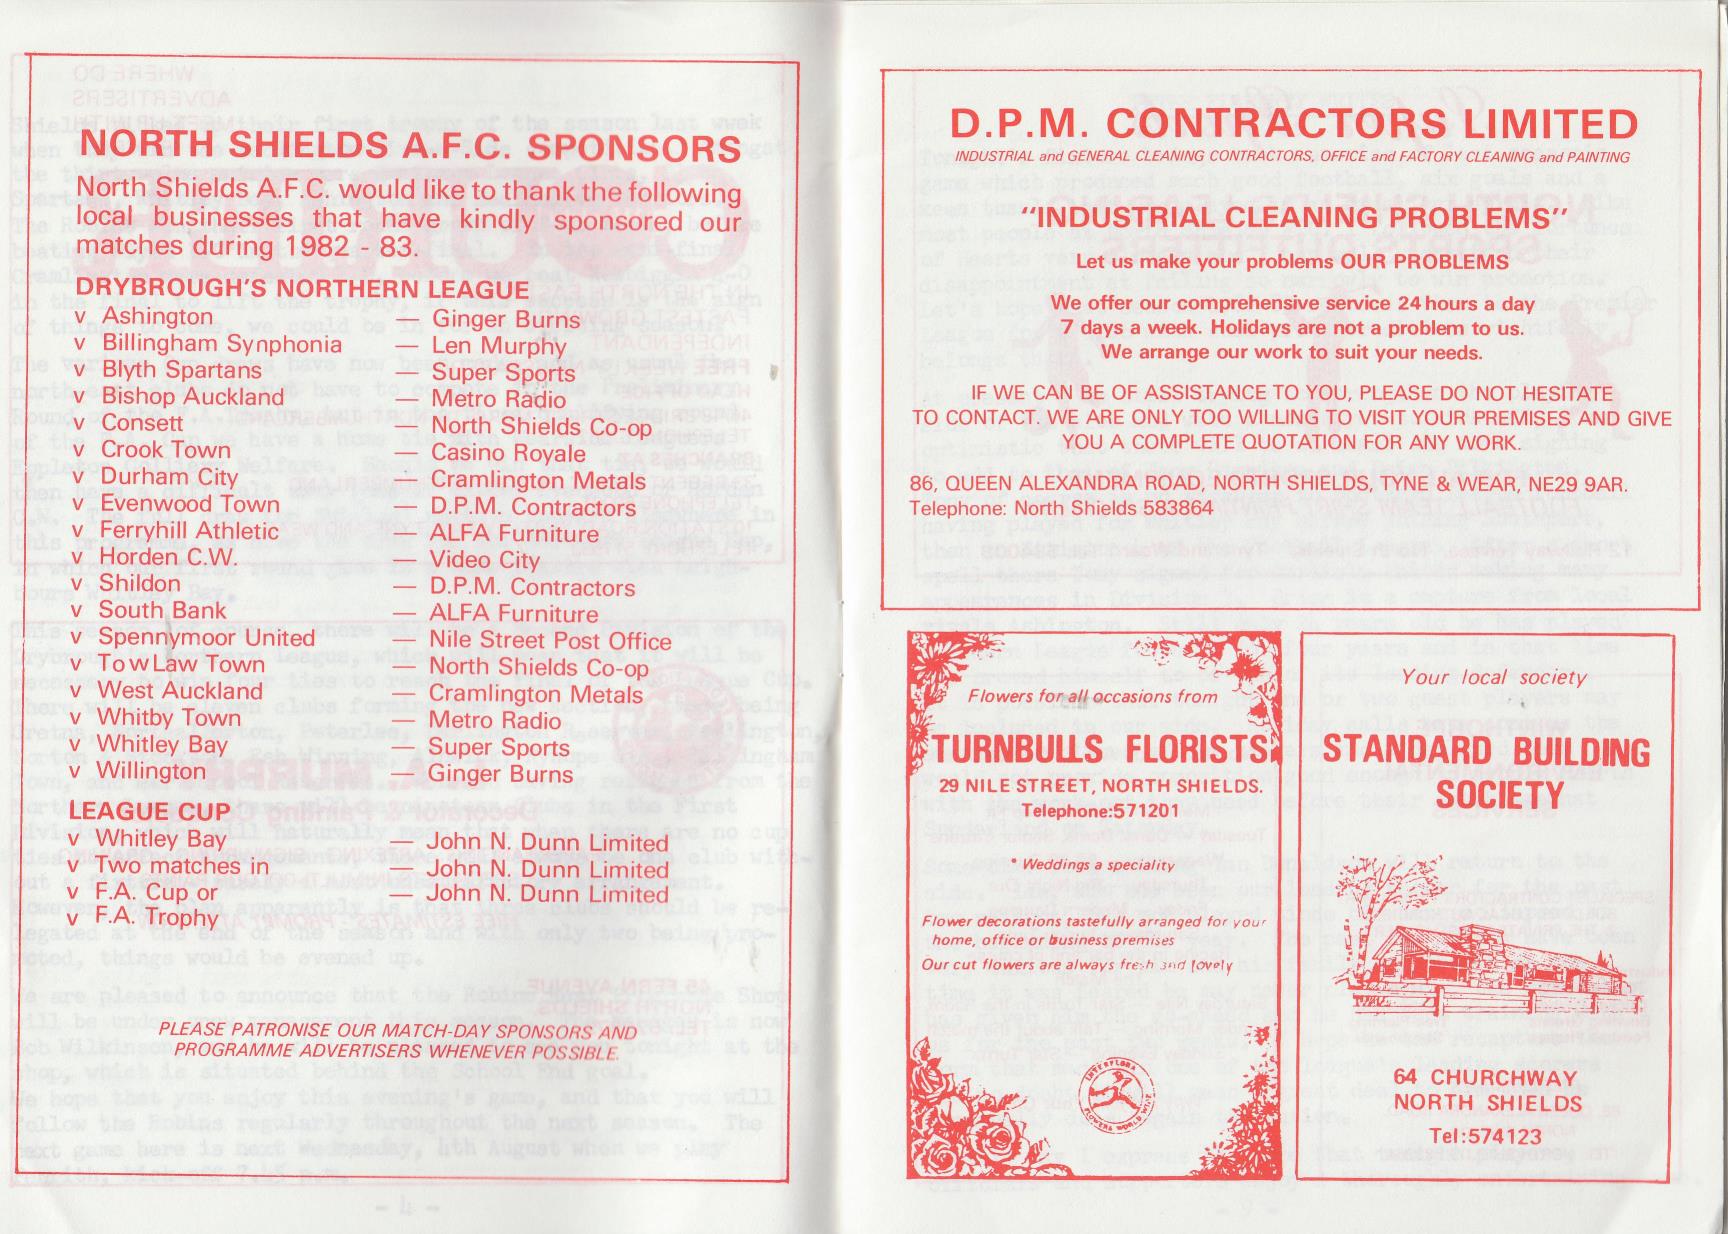 NORTH SHIELDS A.F.C. SPONSORS
North Shields A.F.C. would like to thank the following
local businesses that have kindly sponsored our
matches during 1982 - 83.
DRYBROUGH'S NORTHERN LEAGUE
v Ashington — Ginger Burns
v Billingham Synphonia — Len Murphy
v Blyth Spartans — Super Sports
v Bishop Auckland — Metro Radio
v Consett — North Shields Co-op
v Crook Town — Casino Royale
v Durham City — Cramlington Metals
v Evenwood Town — D.P.M. Contractors
v Ferryhill Athletic — ALFA Furniture
v Horden C.W. — Video City
v Shildon — D.P.M. Contractors
v South Bank — ALFA Furniture
v Spennymoor United — Nile Street Post Office
v Tow Law Town — North Shields Co-op
v West Auckland — Cramlington Metals
v Whitby Town — Metro Radio
v Whitley Bay — Super Sports
v Willington — Ginger Burns
LEAGUE CUP
v Whitley Bay — John N. Dunn Limited
v Two matches in — John N. Dunn Limited
v F.A. Cup or — John N. Dunn Limited
v F.A. Trophy
PLEASE PATRONISE OUR MATCH-DAY SPONSORS AND
PROGRAMME ADVERTISERS WHENEVER POSSIBLE.
D.P.M. CONTRACTORS LIMITED
INDUSTRIAL and GENERAL CLEANING CONTRACTORS, OFFICE and FACTORY CLEANING and PAINTING
"INDUSTRIAL CLEANING PROBLEMS"
Let us make your problems OUR PROBLEMS
We offer our comprehensive service 24 hours a day
7 days a week. Holidays are not a problem to us.
We arrange our work to suit your needs.
IF WE CAN BE OF ASSISTANCE TO YOU, PLEASE DO NOT HESITATE
TO CONTACT, WE ARE ONLY TOO WILLING TO VISIT YOUR PREMISES AND GIVE
YOU A COMPLETE QUOTATION FOR ANY WORK.
86, QUEEN ALEXANDRA ROAD, NORTH SHIELDS, TYNE & WEAR, NE29 9AR.
Telephone: North Shields 583864
Flowers for all occasions from
TURNBULLS FLORISTS
29 NILE STREET, NORTH SHIELDS.
Telephone:571201
* Weddings a speciality
Flower decorations tastefully arranged for your
home, office or business premises
Our cut flowers are always fresh and lovely
INTERFLORA
FLOWERS WORLD WIDE
Your local society
STANDARD BUILDING
SOCIETY
64 CHURCHWAY
NORTH SHIELDS
Tel:574123